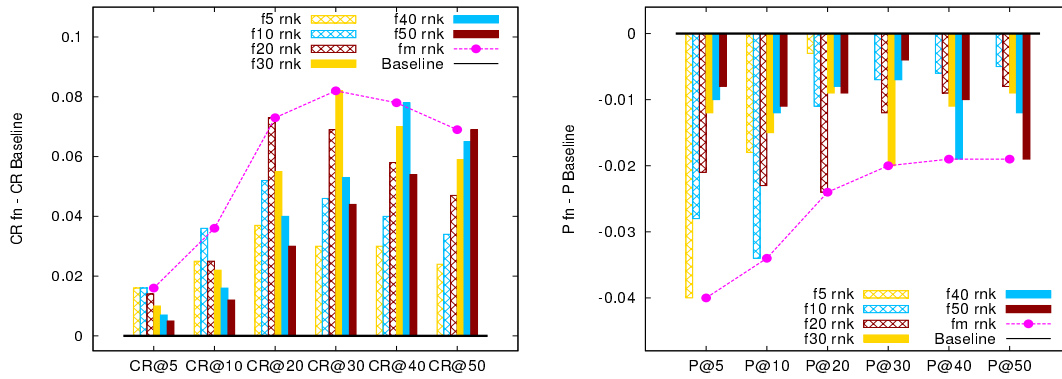 0.1
0.08
0.06
0.04
0.02
0
CR fn - CR Baseline
f5 rnk
f10 rnk
f20 rnk
f30 rnk
f40 rnk
f50 rnk
fm rnk
Baseline
CR@5 CR@10 CR@20 CR@30 CR@40 CR@50
0
-0.01
-0.02
-0.03
-0.04
P fn - P Baseline
f5 rnk
f10 rnk
f20 rnk
f30 rnk
f40 rnk
f50 rnk
fm rnk
Baseline
P@5 P@10 P@20 P@30 P@40 P@50